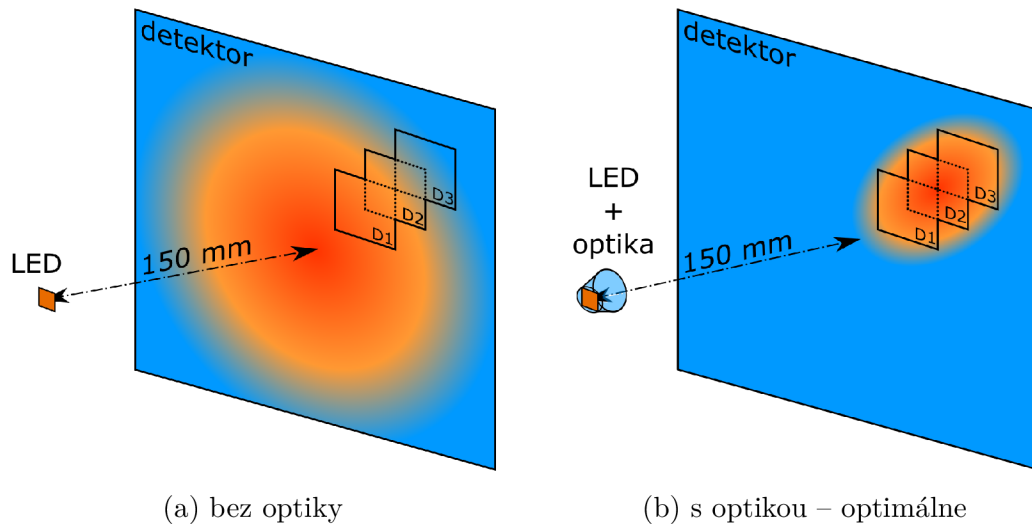 detektor
D3
D2
D1
150 mm
LED
(a) bez optiky
detektor
LED
+
optika
D3
D2
D1
150 mm
(b) s optikou – optimálne